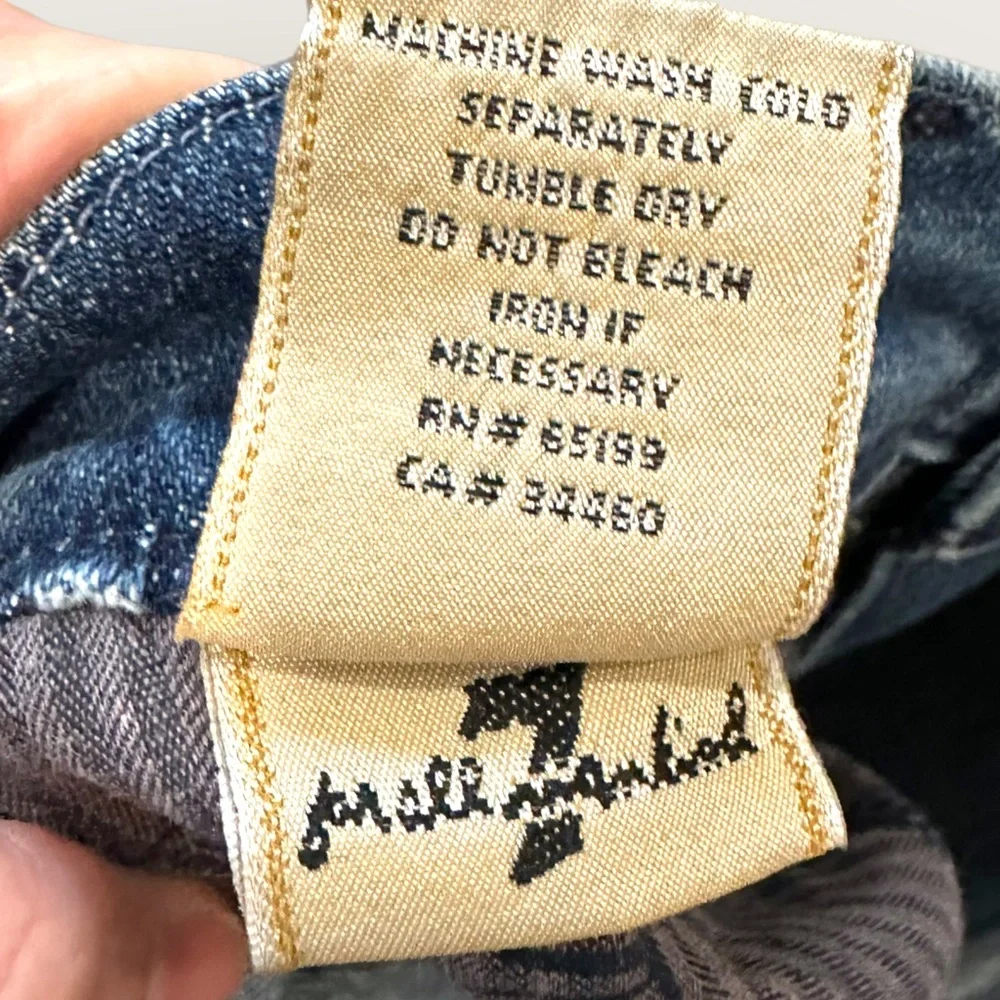 MACHINE WASH COLD
SEPARATELY
TUMBLE DRY
DO NOT BLEACH
IRON IF
NECESSARY
RN# 65199
CA# 34480
7
for all mankind